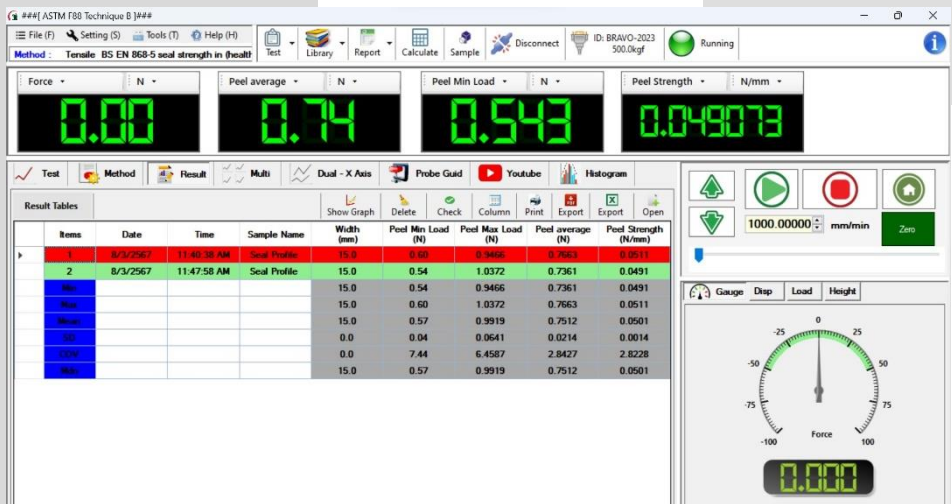 ###[ ASTM F88 Technique B ]###
File (F) Setting (S) Tools (T) Help (H)
Method : Tensile BS EN 868-5 seal strength in (healt
Test Library Report Calculate Sample Disconnect
ID: BRAVO-2023
500.0kgf
Running
Force N Peel average N Peel Min Load N Peel Strength N/mm
0.00 0.74 0.543 0.049073
Test Method Result Multi Dual - X Axis Probe Guid Youtube Histogram
Result Tables
Show Graph Delete Check Column Print Export Export Open
Items Date Time Sample Name Width (mm) Peel Min Load (N) Peel Max Load (N) Peel average (N) Peel Strength (N/mm)
1 8/3/2567 11:40:38 AM Seal Profile 15.0 0.60 0.9466 0.7663 0.0511
2 8/3/2567 11:47:58 AM Seal Profile 15.0 0.54 1.0372 0.7361 0.0491
Min 15.0 0.54 0.9466 0.7361 0.0491
Max 15.0 0.60 1.0372 0.7663 0.0511
Mean 15.0 0.57 0.9919 0.7512 0.0501
SD 0.0 0.04 0.0641 0.0214 0.0014
COV 0.0 7.44 6.4587 2.8427 2.8228
15.0 0.57 0.9919 0.7512 0.0501
1000.00000 mm/min
Zero
Gauge Disp Load Height
0
-25 25
-50 50
-75 75
-100 100
Force
0.000